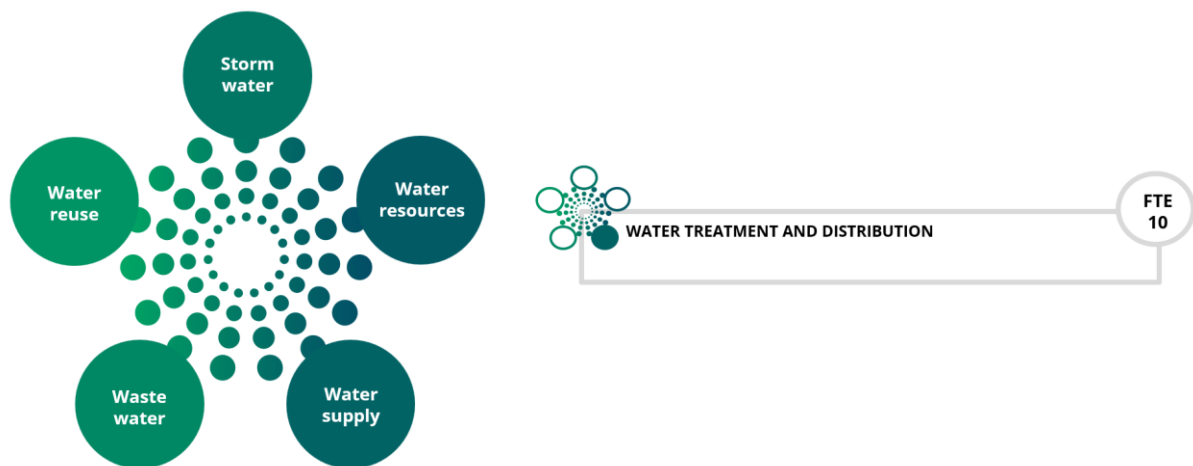 Storm
water
Water
reuse
Water
resources
Waste
water
Water
supply
WATER TREATMENT AND DISTRIBUTION
FTE
10